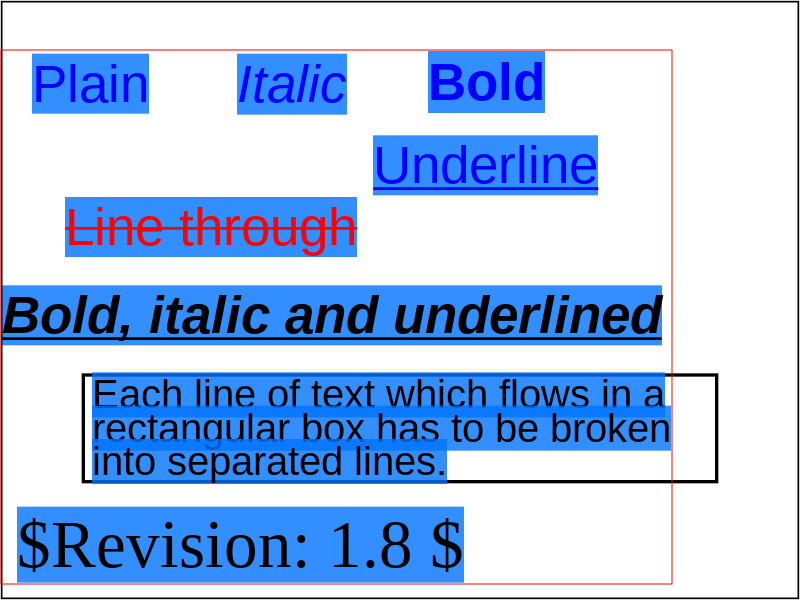 Plain Italic Bold
Underline
Line through
Bold, italic and underlined
Each line of text which flows in a
rectangular box has to be broken
into separated lines.
$Revision: 1.8 $